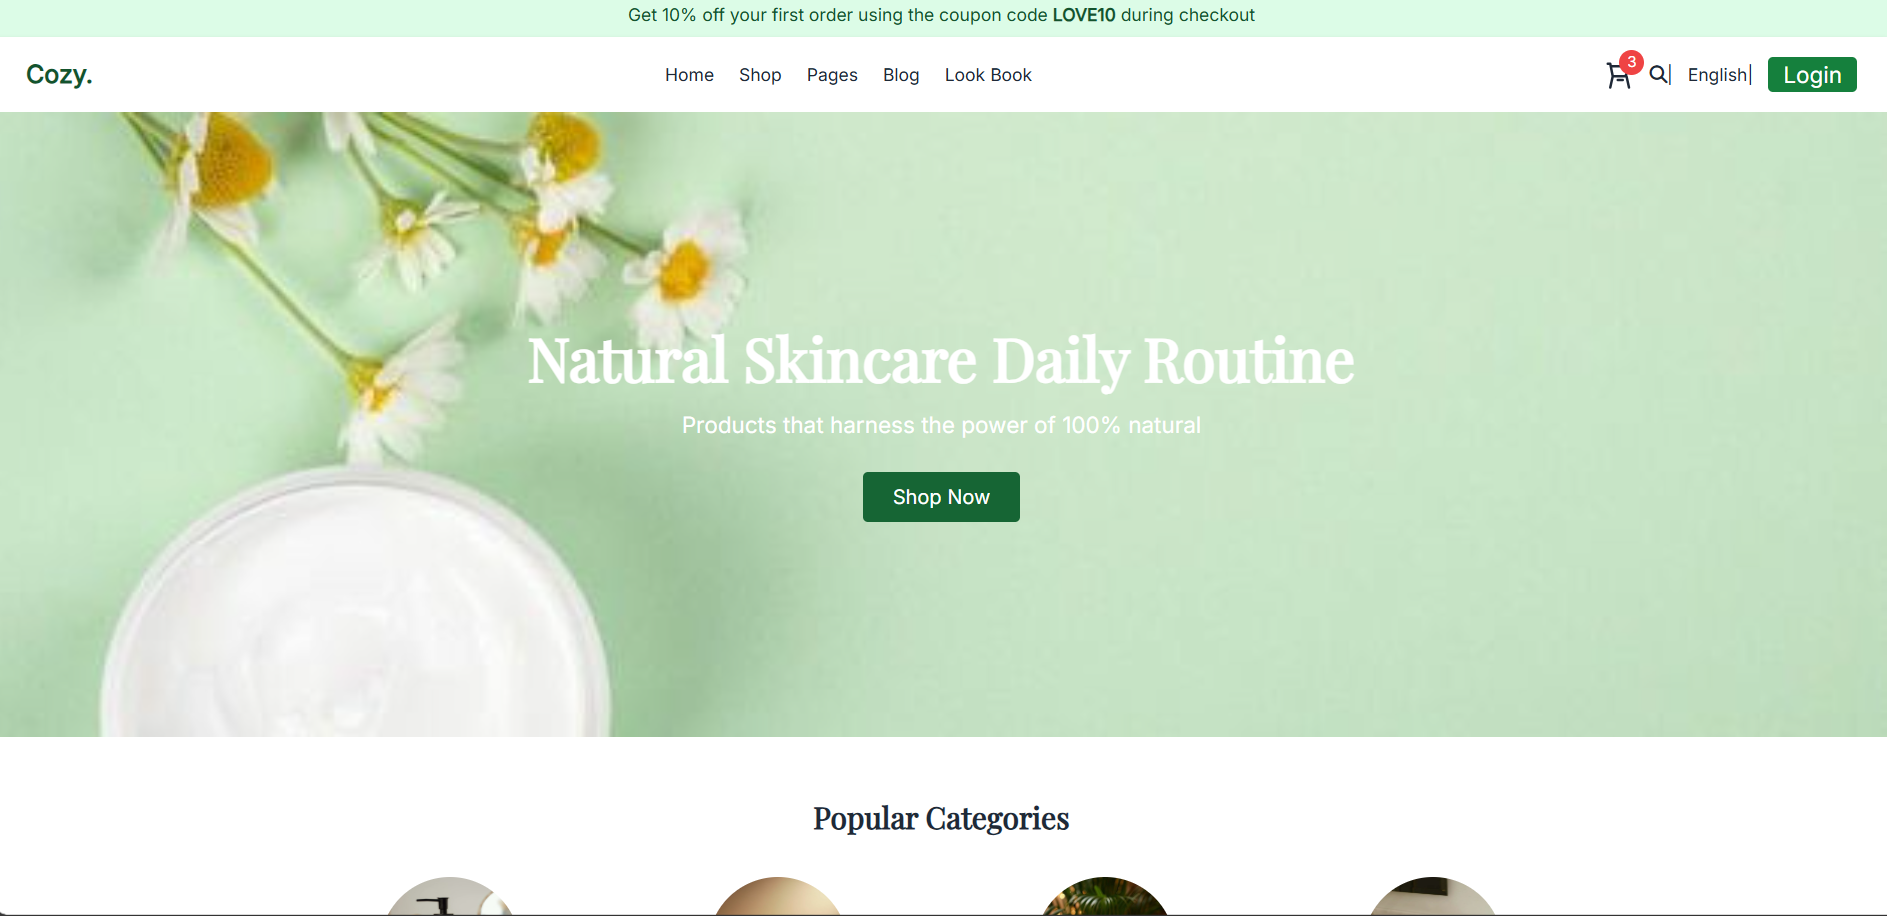 Get 10% off your first order using the coupon code LOVE10 during checkout
Cozy.
Home Shop Pages Blog Look Book
3
| English| Login
Natural Skincare Daily Routine
Products that harness the power of 100% natural
Shop Now
Popular Categories